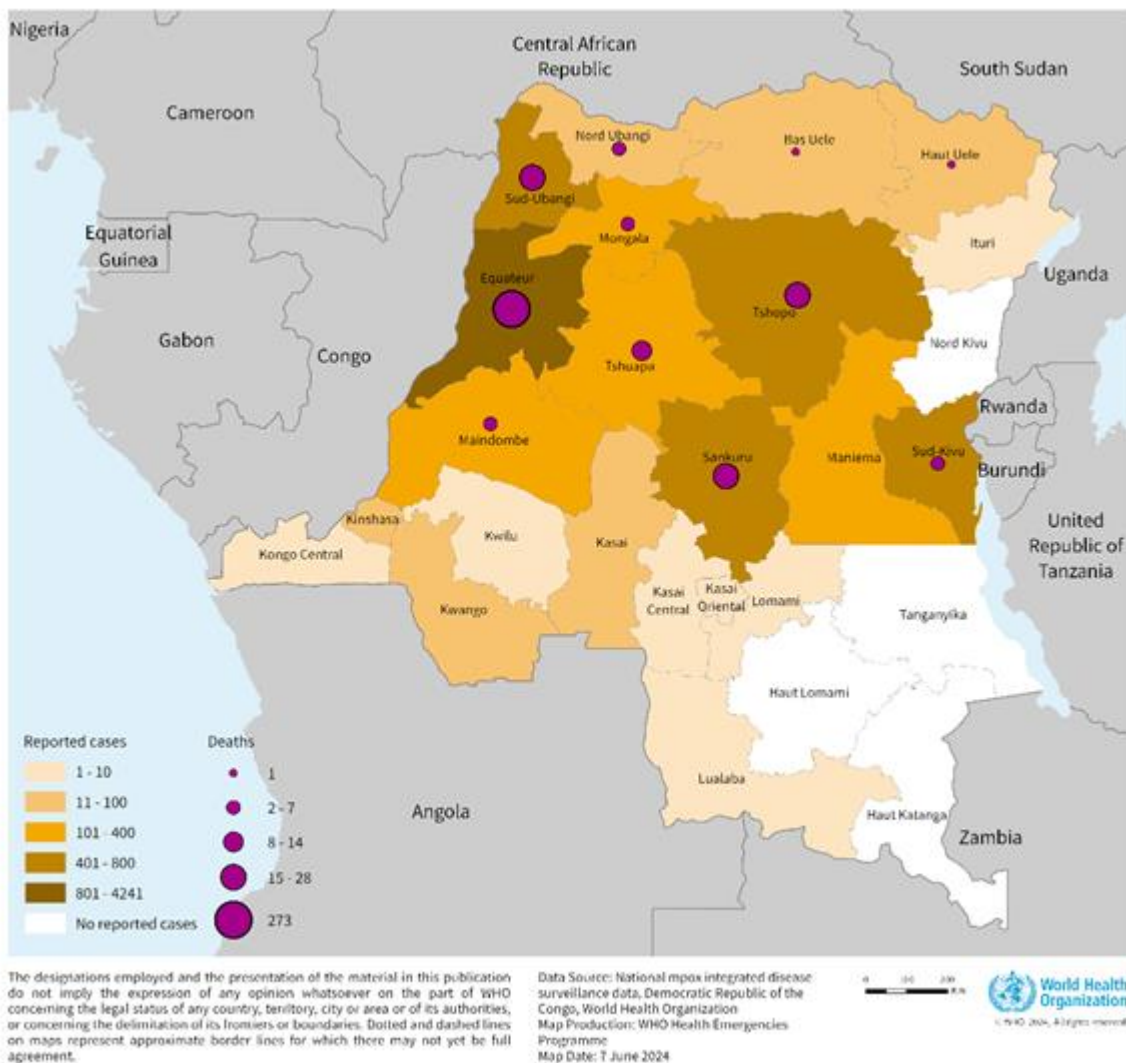 Nigeria
Central African
Republic
South Sudan
Cameroon
Nord Ubangi
Bas Uele
Haut Uele
Sud-Ubangi
Mongala
Ituri
Equatorial
Guinea
Uganda
Equateur
Tshopo
Gabon
Congo
Nord Kivu
Tshuapa
Rwanda
Maindombe
Sankuru
Maniema
Sud-Kivu
Burundi
Kinshasa
Kwilu
Kasai
United
Republic of
Tanzania
Kongo Central
Kwango
Kasai
Central
Kasai
Oriental
Lomami
Tanganyika
Haut Lomami
Lualaba
Angola
Haut Katanga
Zambia
Reported cases
1 - 10
11 - 100
101 - 400
401 - 800
801 - 4241
No reported cases
Deaths
1
2 - 7
8 - 14
15 - 28
273
The designations employed and the presentation of the material in this publication
do not imply the expression of any opinion whatsoever on the part of WHO
concerning the legal status of any country, territory, city or area or of its authorities,
or concerning the delimitation of its frontiers or boundaries. Dotted and dashed lines
on maps represent approximate border lines for which there may not yet be full
agreement.
Data Source: National mpox integrated disease
surveillance data, Democratic Republic of the
Congo, World Health Organization
Map Production: WHO Health Emergencies
Programme
Map Date: 7 June 2024
World Health
Organization
© WHO 2024, All rights reserved